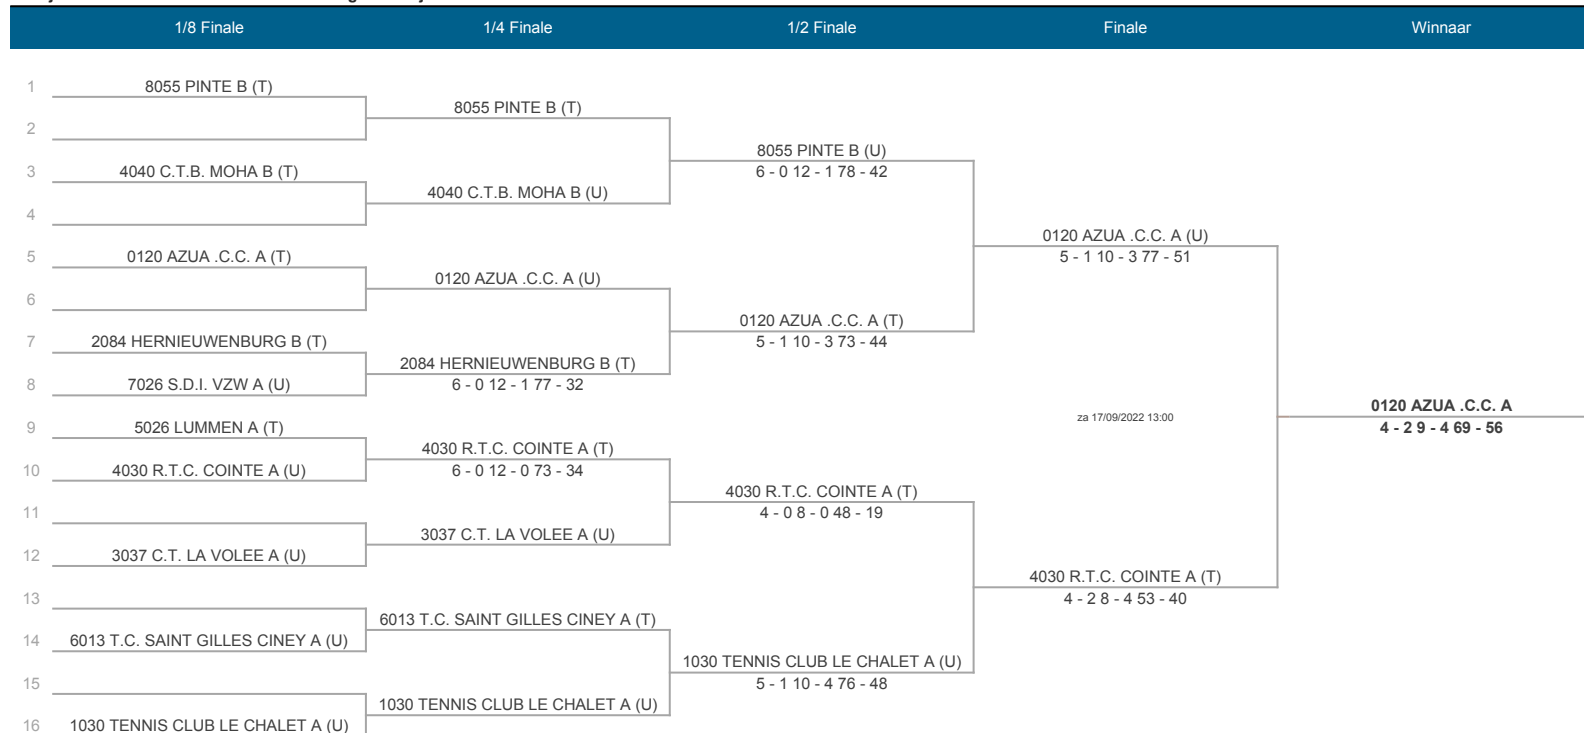 1/8 Finale 1/4 Finale 1/2 Finale Finale Winnaar
1 8055 PINTE B (T)
8055 PINTE B (T)
2
8055 PINTE B (U)
6 - 0 12 - 1 78 - 42
3 4040 C.T.B. MOHA B (T)
4040 C.T.B. MOHA B (U)
4
0120 AZUA .C.C. A (U)
5 - 1 10 - 3 77 - 51
5 0120 AZUA .C.C. A (T)
0120 AZUA .C.C. A (U)
6
0120 AZUA .C.C. A (T)
5 - 1 10 - 3 73 - 44
7 2084 HERNIEUWENBURG B (T)
2084 HERNIEUWENBURG B (T)
6 - 0 12 - 1 77 - 32
8 7026 S.D.I. VZW A (U)
0120 AZUA .C.C. A
za 17/09/2022 13:00
4 - 2 9 - 4 69 - 56
9 5026 LUMMEN A (T)
4030 R.T.C. COINTE A (T)
6 - 0 12 - 0 73 - 34
10 4030 R.T.C. COINTE A (U)
4030 R.T.C. COINTE A (T)
4 - 0 8 - 0 48 - 19
11
3037 C.T. LA VOLEE A (U)
12 3037 C.T. LA VOLEE A (U)
4030 R.T.C. COINTE A (T)
4 - 2 8 - 4 53 - 40
13
6013 T.C. SAINT GILLES CINEY A (T)
14 6013 T.C. SAINT GILLES CINEY A (U)
1030 TENNIS CLUB LE CHALET A (U)
5 - 1 10 - 4 76 - 48
15
1030 TENNIS CLUB LE CHALET A (U)
16 1030 TENNIS CLUB LE CHALET A (U)